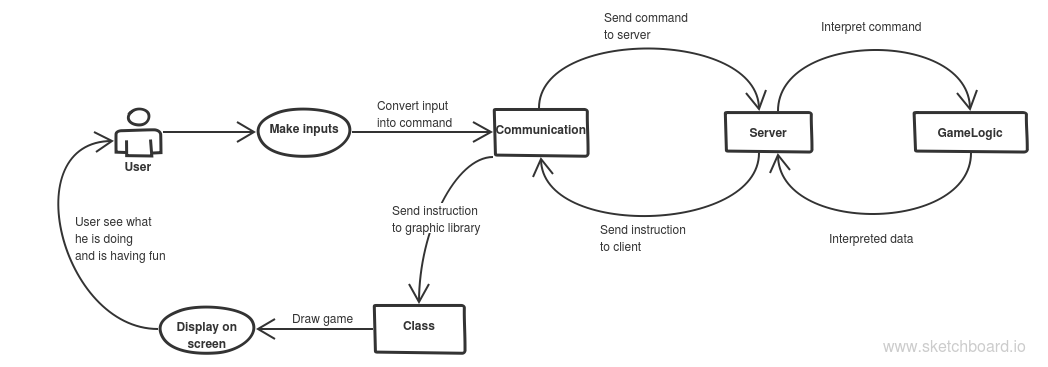 Send command
to server
Interpret command
Convert input
into command
Make inputs
Communication
Server
GameLogic
User
Send instruction
to graphic library
User see what
he is doing
and is having fun
Send instruction
to client
Interpreted data
Draw game
Class
Display on
screen
www.sketchboard.io